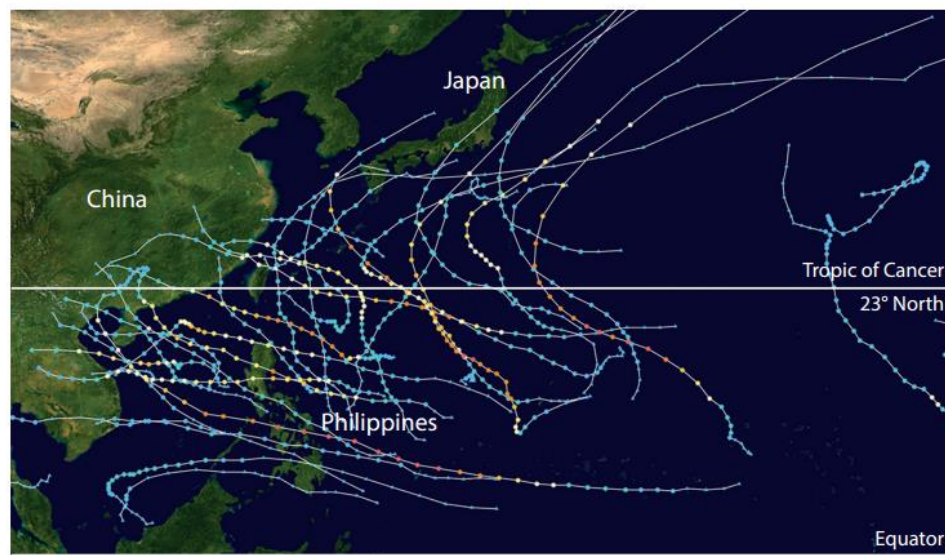 Japan
China
Tropic of Cancer
23° North
Philippines
Equator